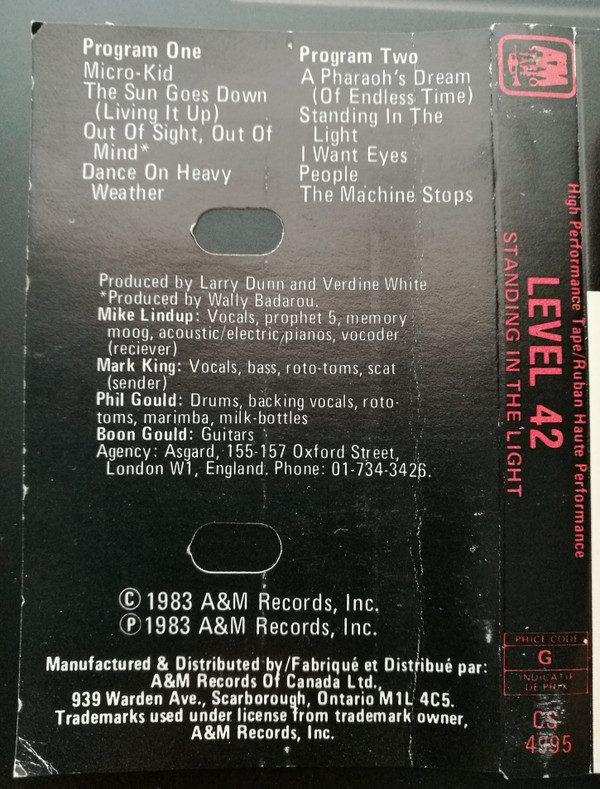 Program One
Micro-Kid
The Sun Goes Down
(Living It Up)
Out Of Sight, Out Of
Mind*
Dance On Heavy
Weather
Program Two
A Pharaoh's Dream
(Of Endless Time)
Standing In The
Light
I Want Eyes
People
The Machine Stops
Produced by Larry Dunn and Verdine White
*Produced by Wally Badarou.
Mike Lindup: Vocals, prophet 5, memory
moog, acoustic/electric/pianos, vocoder
(reciever)
Mark King: Vocals, bass, roto-toms, scat
(sender)
Phil Gould: Drums, backing vocals, roto-
toms, marimba, milk-bottles
Boon Gould: Guitars
Agency: Asgard, 155-157 Oxford Street,
London W1, England. Phone: 01-734-3426.
Ⓒ 1983 A&M Records, Inc.
Ⓟ 1983 A&M Records, Inc.
Manufactured & Distributed by/Fabriqué et Distribué par:
A&M Records Of Canada Ltd.,
939 Warden Ave., Scarborough, Ontario M1L 4C5.
Trademarks used under license from trademark owner,
A&M Records, Inc.
A&M
High Performance Tape/Ruban Haute Performance
LEVEL 42
STANDING IN THE LIGHT
PRICE CODE
G
INDICATIF
DE PRIX
CS
4995